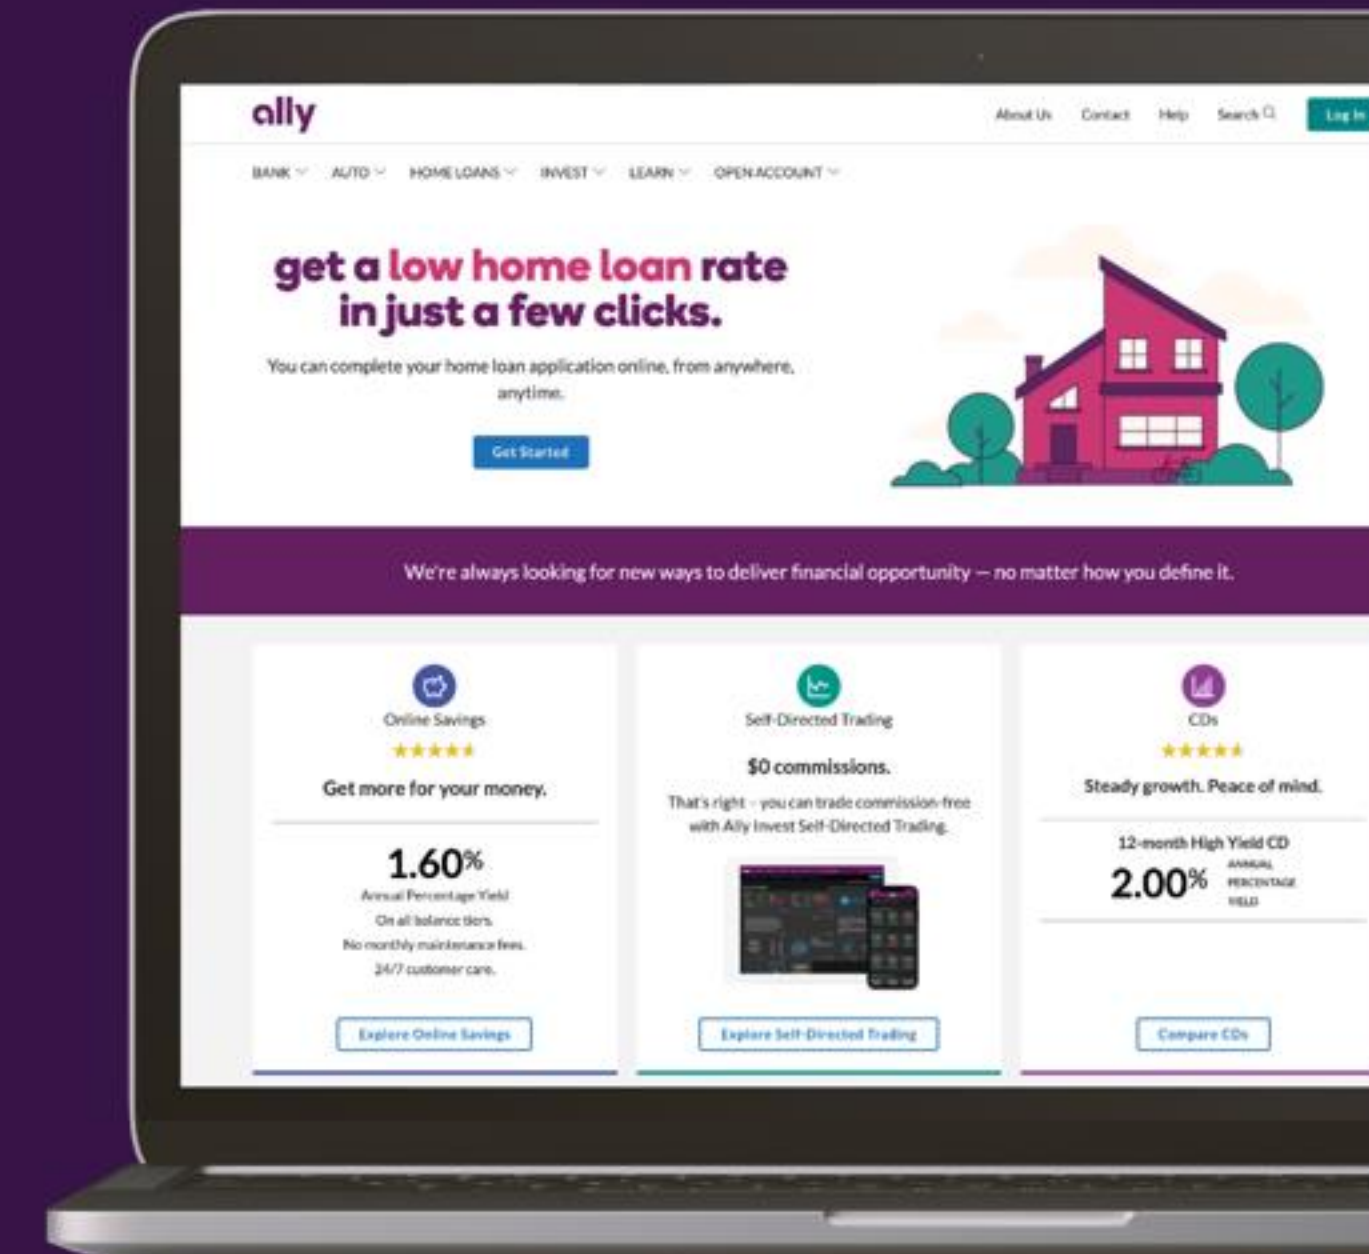 ally
About Us Contact Help Search Log In
BANK AUTO HOME LOANS INVEST LEARN OPEN ACCOUNT
get a low home loan rate
in just a few clicks.
You can complete your home loan application online, from anywhere,
anytime.
Get Started
We're always looking for new ways to deliver financial opportunity — no matter how you define it.
Online Savings
Get more for your money.
1.60%
Annual Percentage Yield
On all balance tiers.
No monthly maintenance fees.
24/7 customer care.
Explore Online Savings
Self-Directed Trading
$0 commissions.
That's right – you can trade commission-free
with Ally Invest Self-Directed Trading.
Explore Self-Directed Trading
CDs
Steady growth. Peace of mind.
12-month High Yield CD
2.00%
ANNUAL
PERCENTAGE
YIELD
Compare CDs